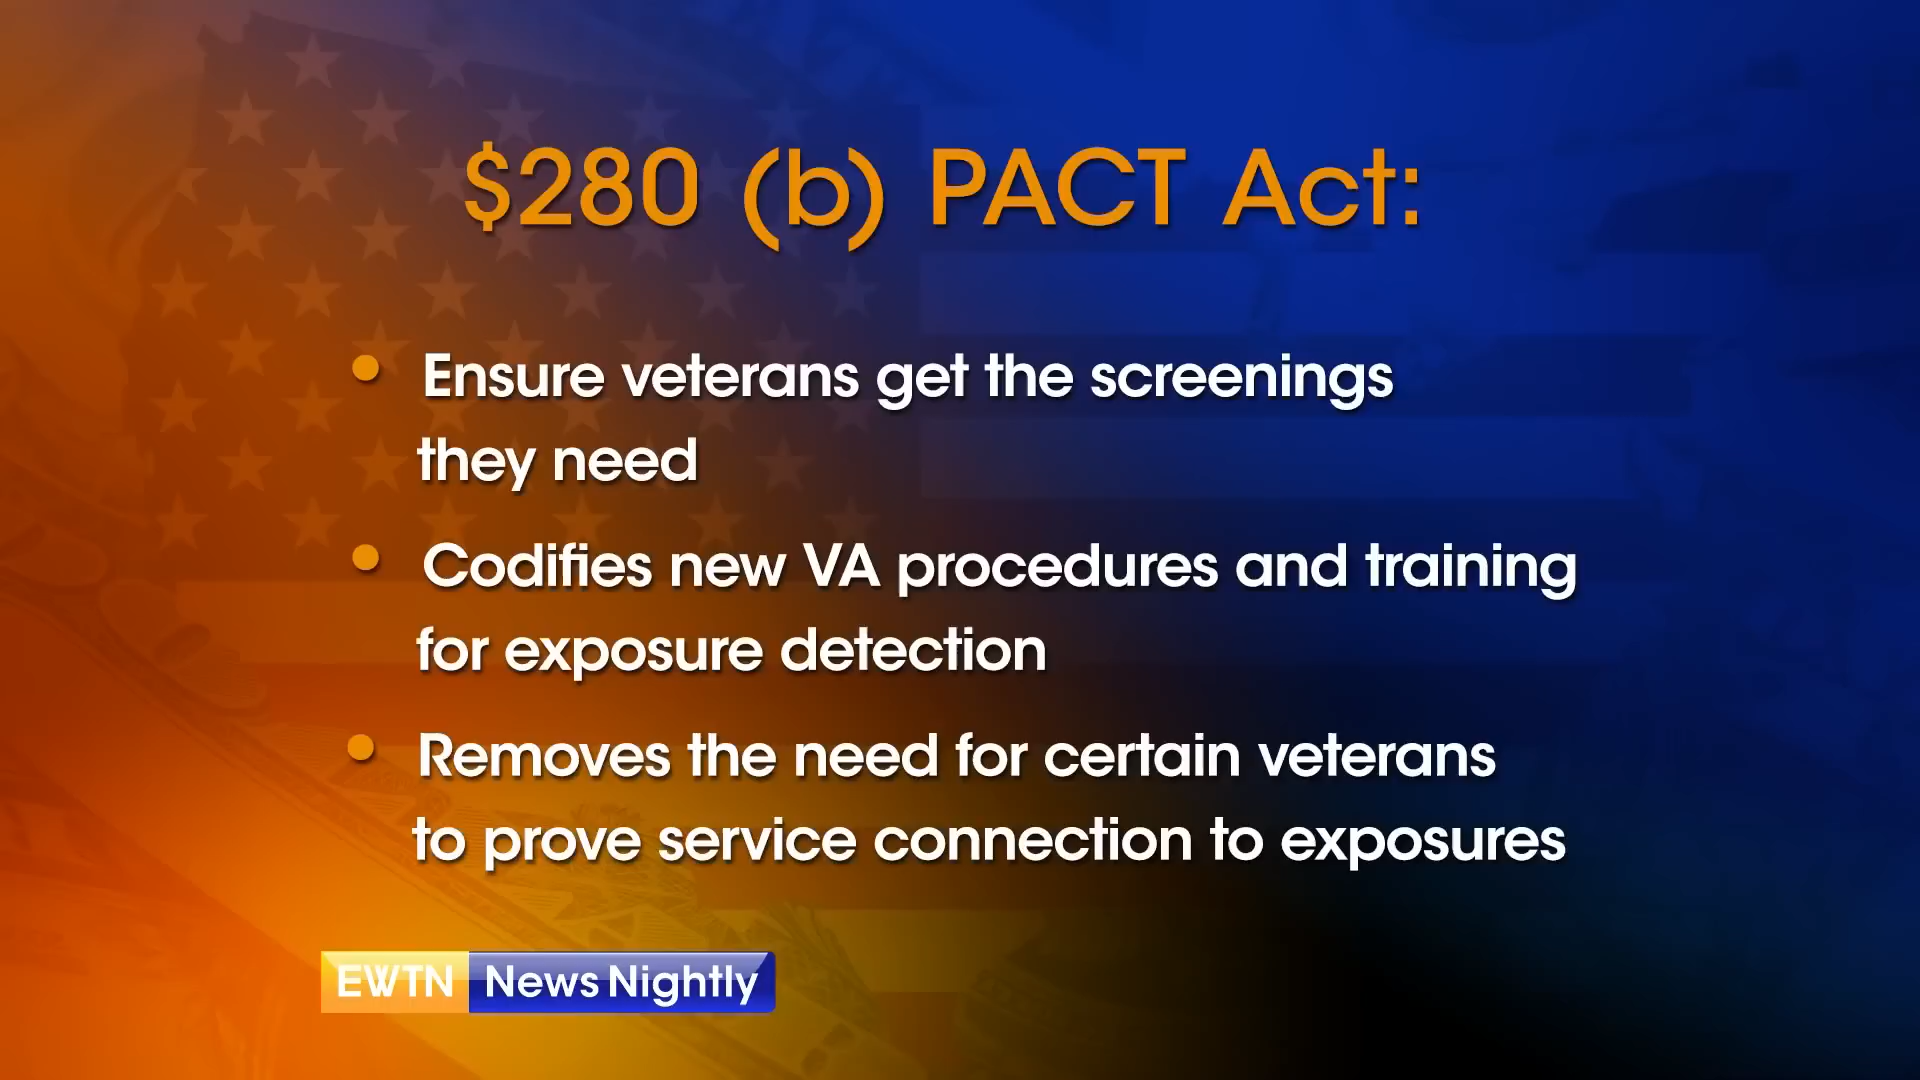 $280 (b) PACT Act:
• Ensure veterans get the screenings
they need
• Codifies new VA procedures and training
for exposure detection
• Removes the need for certain veterans
to prove service connection to exposures
EWTN News Nightly